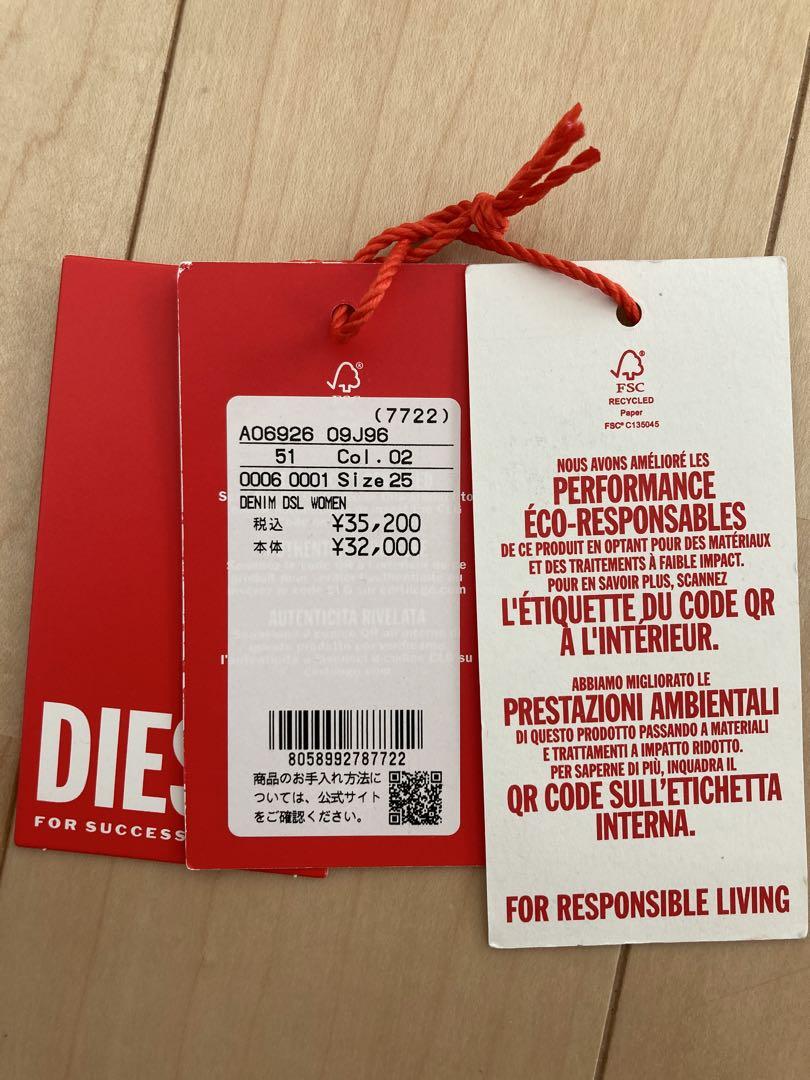 DIES
FOR SUCCESS
FSC
(7722)
A06926 09J96
51 Col.02
0006 0001 Size 25
DENIM DSL WOMEN
税込 ¥35,200
本体 ¥32,000
AUTENTICITÀ RIVELATA
8058992787722
商品のお手入れ方法に
ついては、公式サイト
をご確認ください。
FSC
RECYCLED
Paper
FSC® C135045
NOUS AVONS AMÉLIORÉ LES
PERFORMANCE
ÉCO-RESPONSABLES
DE CE PRODUIT EN OPTANT POUR DES MATÉRIAUX
ET DES TRAITEMENTS À FAIBLE IMPACT.
POUR EN SAVOIR PLUS, SCANNEZ
L'ÉTIQUETTE DU CODE QR
À L'INTÉRIEUR.
ABBIAMO MIGLIORATO LE
PRESTAZIONI AMBIENTALI
DI QUESTO PRODOTTO PASSANDO A MATERIALI
E TRATTAMENTI A IMPATTO RIDOTTO.
PER SAPERNE DI PIÙ, INQUADRA IL
QR CODE SULL'ETICHETTA
INTERNA.
FOR RESPONSIBLE LIVING